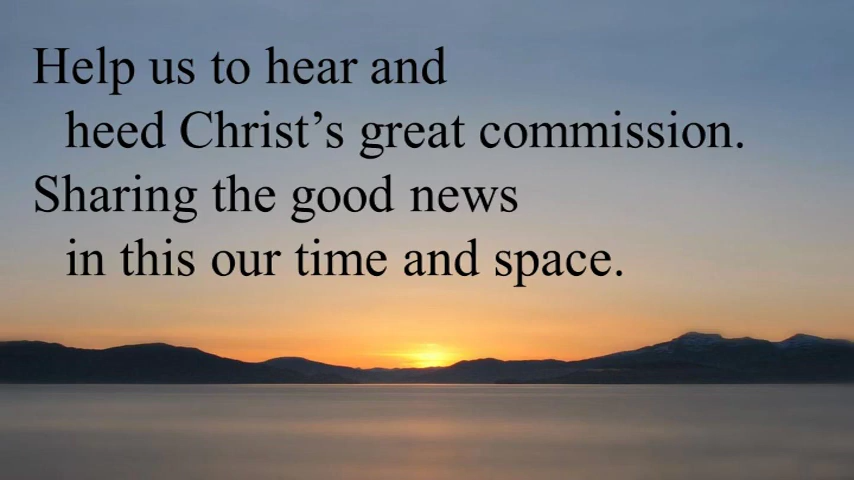 Help us to hear and
heed Christ’s great commission.
Sharing the good news
in this our time and space.